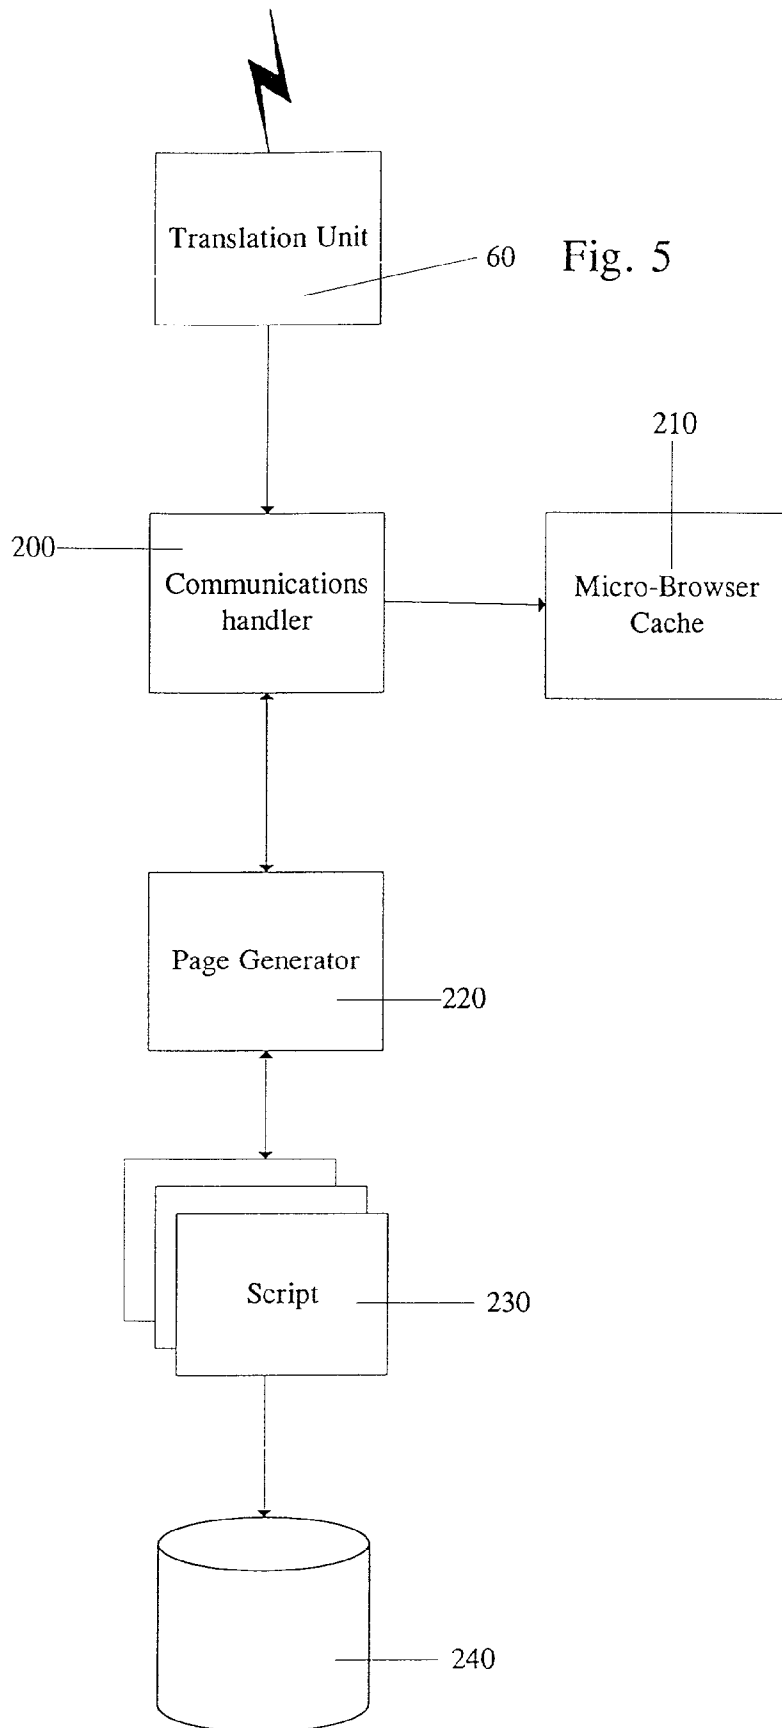 Translation Unit
60
Fig. 5
210
200
Communications
handler
Micro-Browser
Cache
Page Generator
220
Script
230
240